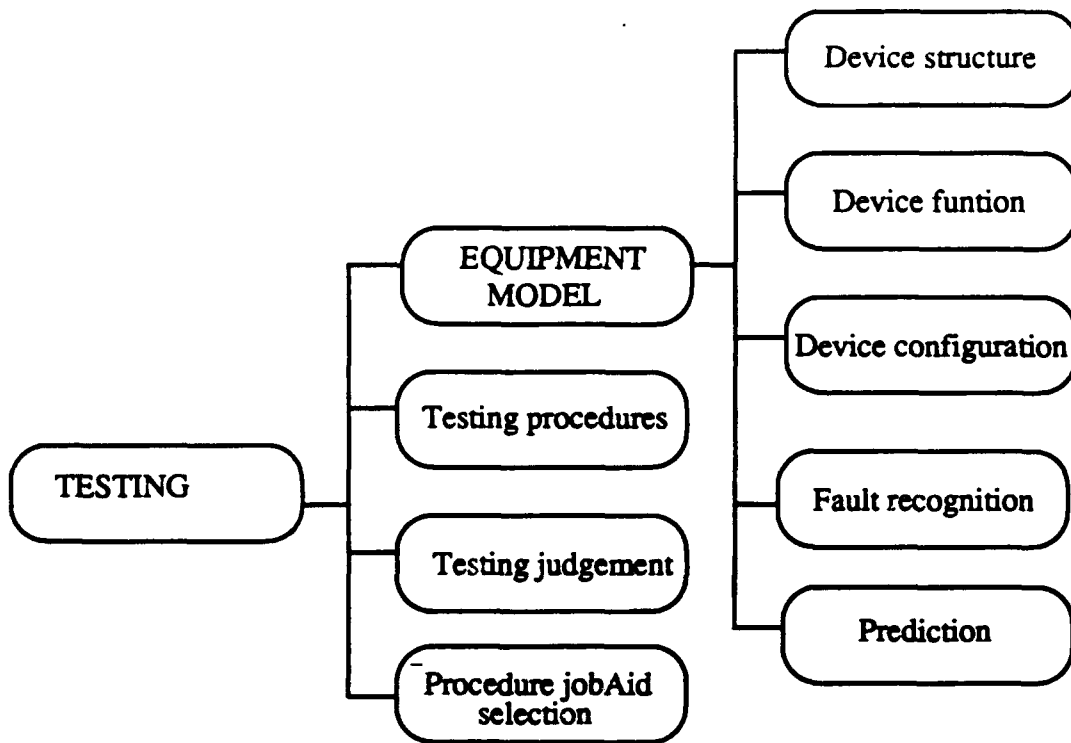 TESTING
EQUIPMENT
MODEL
Testing procedures
Testing judgement
Procedure jobAid
selection
Device structure
Device funtion
Device configuration
Fault recognition
Prediction